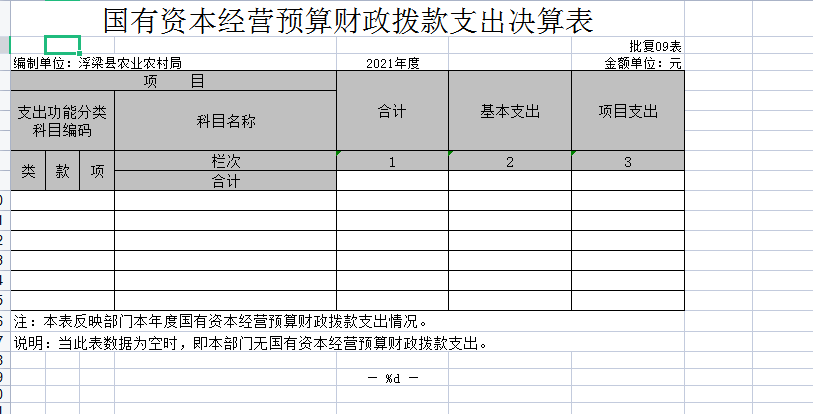 国有资本经营预算财政拨款支出决算表
批复09表
编制单位：浮梁县农业农村局 2021年度 金额单位：元
项 目
合计 基本支出 项目支出
支出功能分类
科目编码
科目名称
类 款 项
栏次 1 2 3
合计
注：本表反映部门本年度国有资本经营预算财政拨款支出情况。
说明：当此表数据为空时，即本部门无国有资本经营预算财政拨款支出。
— %d —